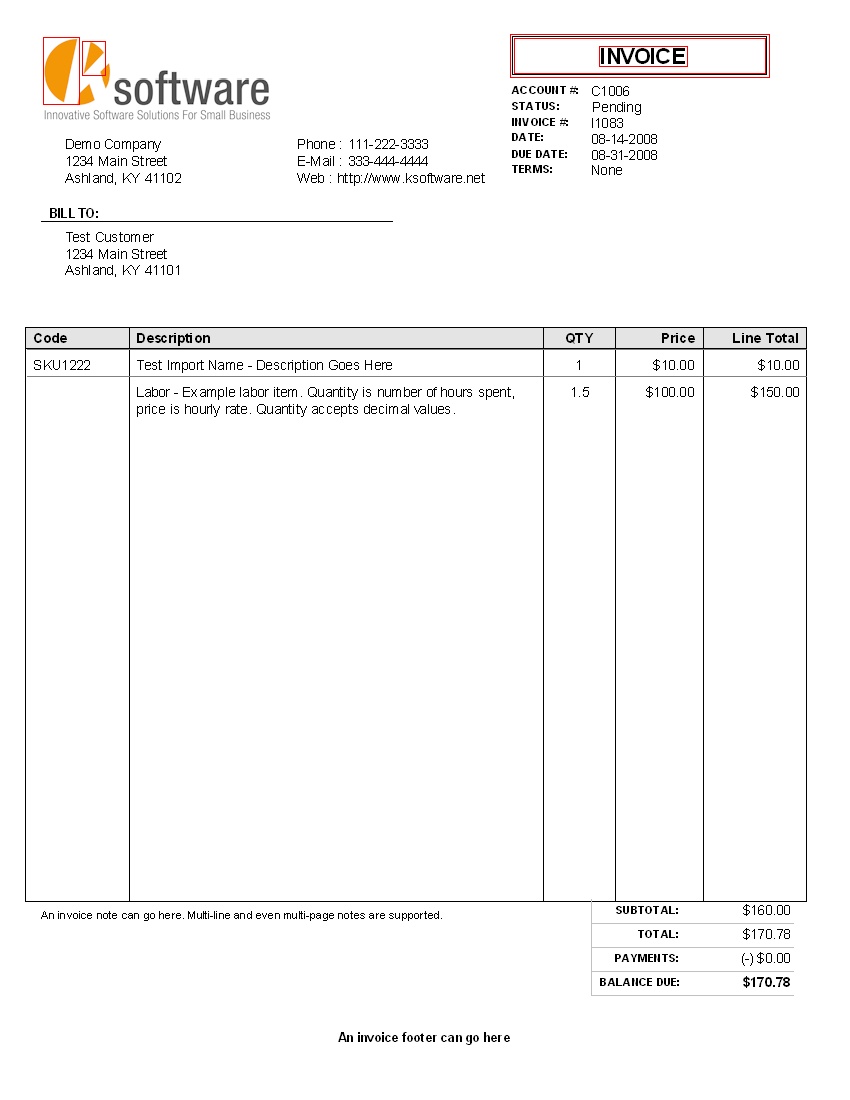 Ksoftware
Innovative Software Solutions For Small Business
INVOICE
ACCOUNT #: C1006
STATUS: Pending
INVOICE #: I1083
DATE: 08-14-2008
DUE DATE: 08-31-2008
TERMS: None
Demo Company
1234 Main Street
Ashland, KY 41102
Phone : 111-222-3333
E-Mail : 333-444-4444
Web : http://www.ksoftware.net
BILL TO:
Test Customer
1234 Main Street
Ashland, KY 41101
Code Description QTY Price Line Total
SKU1222 Test Import Name - Description Goes Here 1 $10.00 $10.00
Labor - Example labor item. Quantity is number of hours spent, 1.5 $100.00 $150.00
price is hourly rate. Quantity accepts decimal values.
An invoice note can go here. Multi-line and even multi-page notes are supported.
SUBTOTAL: $160.00
TOTAL: $170.78
PAYMENTS: (-) $0.00
BALANCE DUE: $170.78
An invoice footer can go here